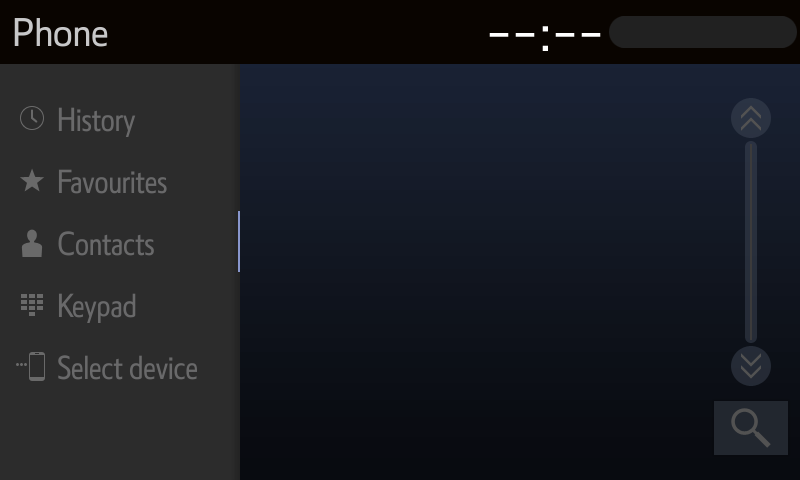 Phone
--:--
History
Favourites
Contacts
Keypad
Select device